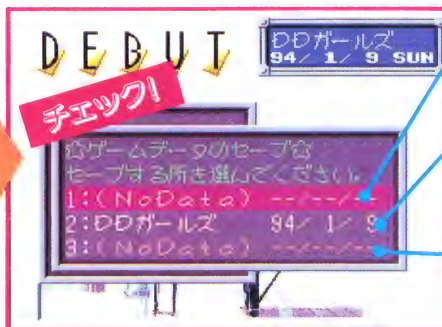 DEBUT
DDガールズ
94/ 1/ 9 SUN
チェック!
☆ゲームデータのセーブ☆
セーブする所を選んでください。
1:(NoData) --/--/--
2:DDガールズ 94/ 1/ 9
3:(NoData) --/--/--